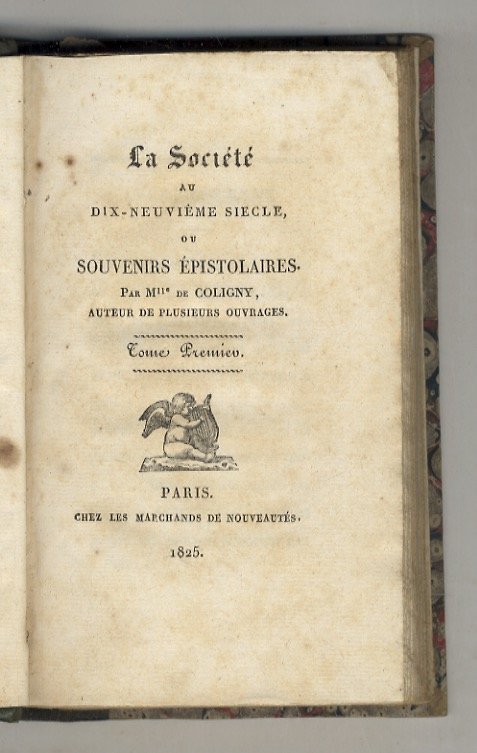 La Société
AU
DIX-NEUVIÈME SIECLE,
OU
SOUVENIRS ÉPISTOLAIRES.
PAR Mlle DE COLIGNY,
AUTEUR DE PLUSIEURS OUVRAGES.
Tome Premier.
PARIS.
CHEZ LES MARCHANDS DE NOUVEAUTÉS.
1825.